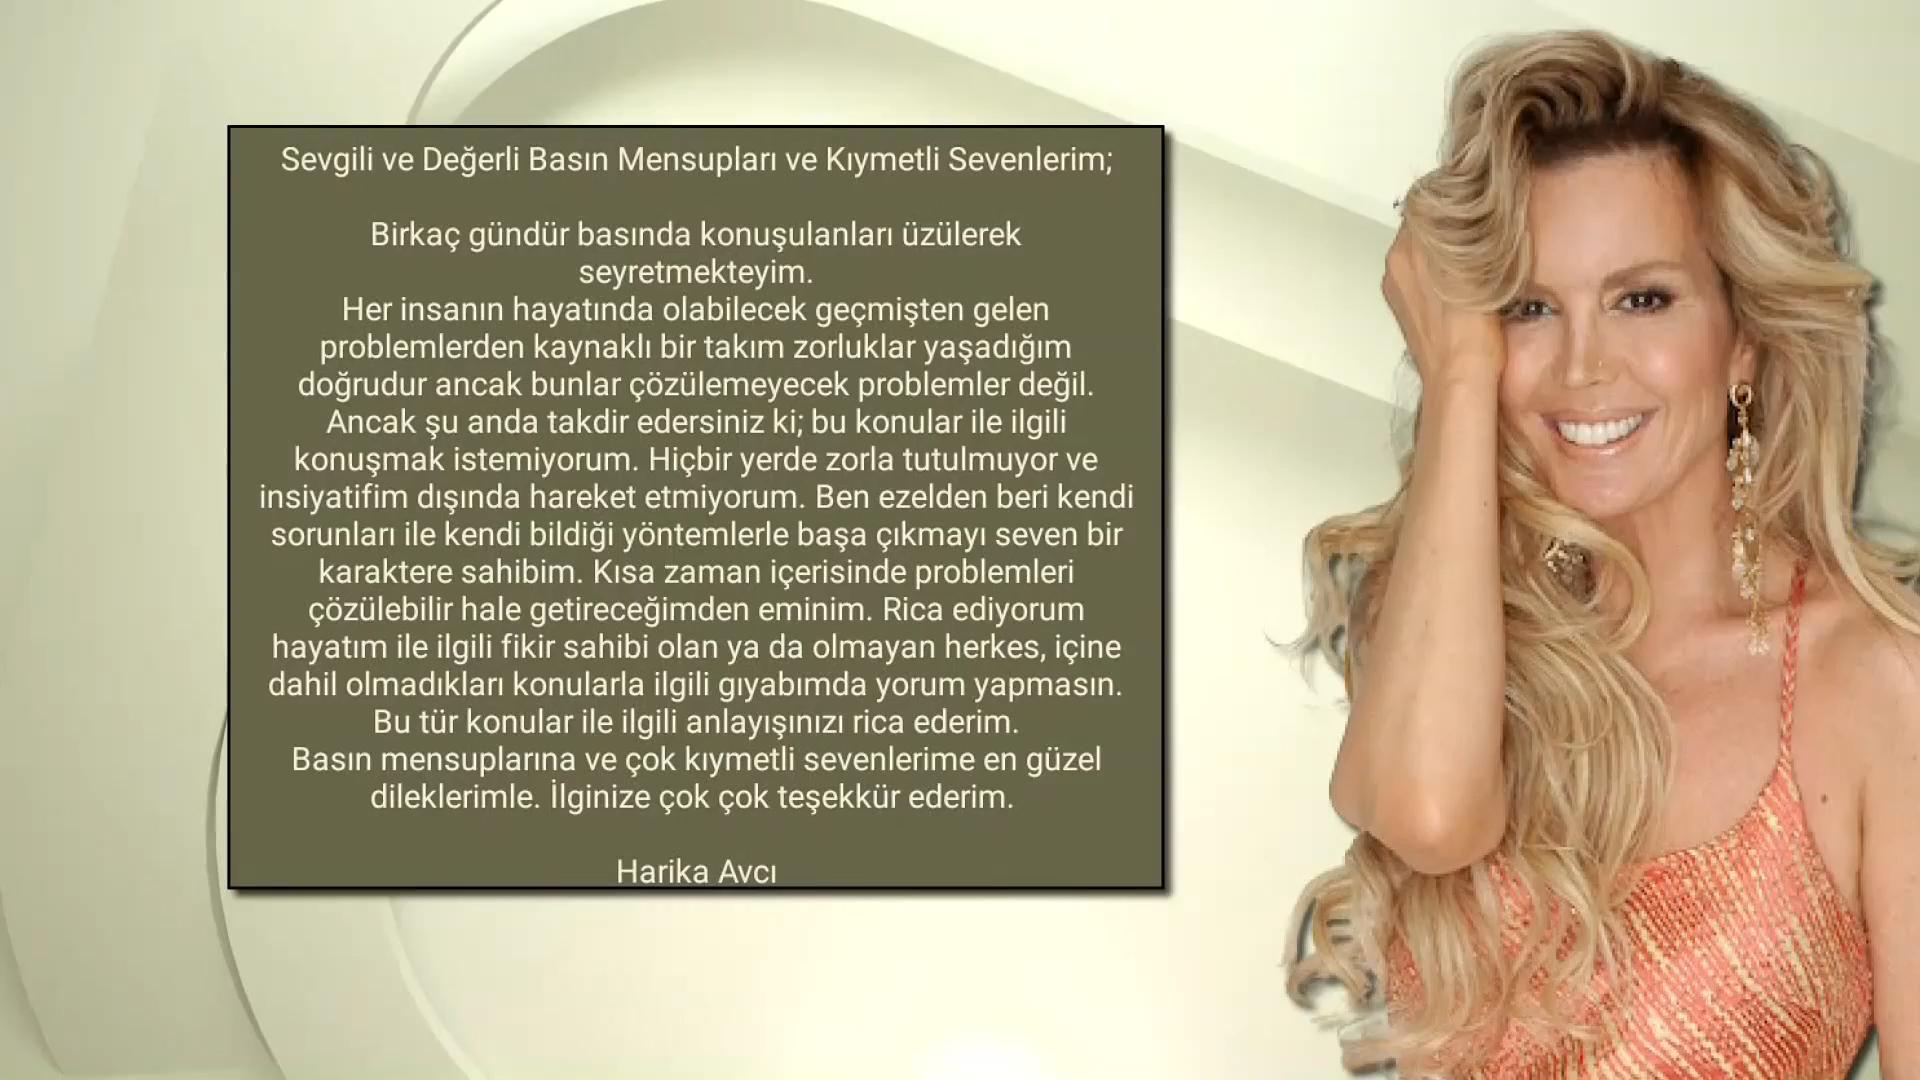 Sevgili ve Değerli Basın Mensupları ve Kıymetli Sevenlerim;
Birkaç gündür basında konuşulanları üzülerek
seyretmekteyim.
Her insanın hayatında olabilecek geçmişten gelen
problemlerden kaynaklı bir takım zorluklar yaşadığım
doğrudur ancak bunlar çözülemeyecek problemler değil.
Ancak şu anda takdir edersiniz ki; bu konular ile ilgili
konuşmak istemiyorum. Hiçbir yerde zorla tutulmuyor ve
insiyatifim dışında hareket etmiyorum. Ben ezelden beri kendi
sorunları ile kendi bildiği yöntemlerle başa çıkmayı seven bir
karaktere sahibim. Kısa zaman içerisinde problemleri
çözülebilir hale getireceğimden eminim. Rica ediyorum
hayatım ile ilgili fikir sahibi olan ya da olmayan herkes, içine
dahil olmadıkları konularla ilgili gıyabımda yorum yapmasın.
Bu tür konular ile ilgili anlayışınızı rica ederim.
Basın mensuplarına ve çok kıymetli sevenlerime en güzel
dileklerimle. İlginize çok çok teşekkür ederim.
Harika Avcı